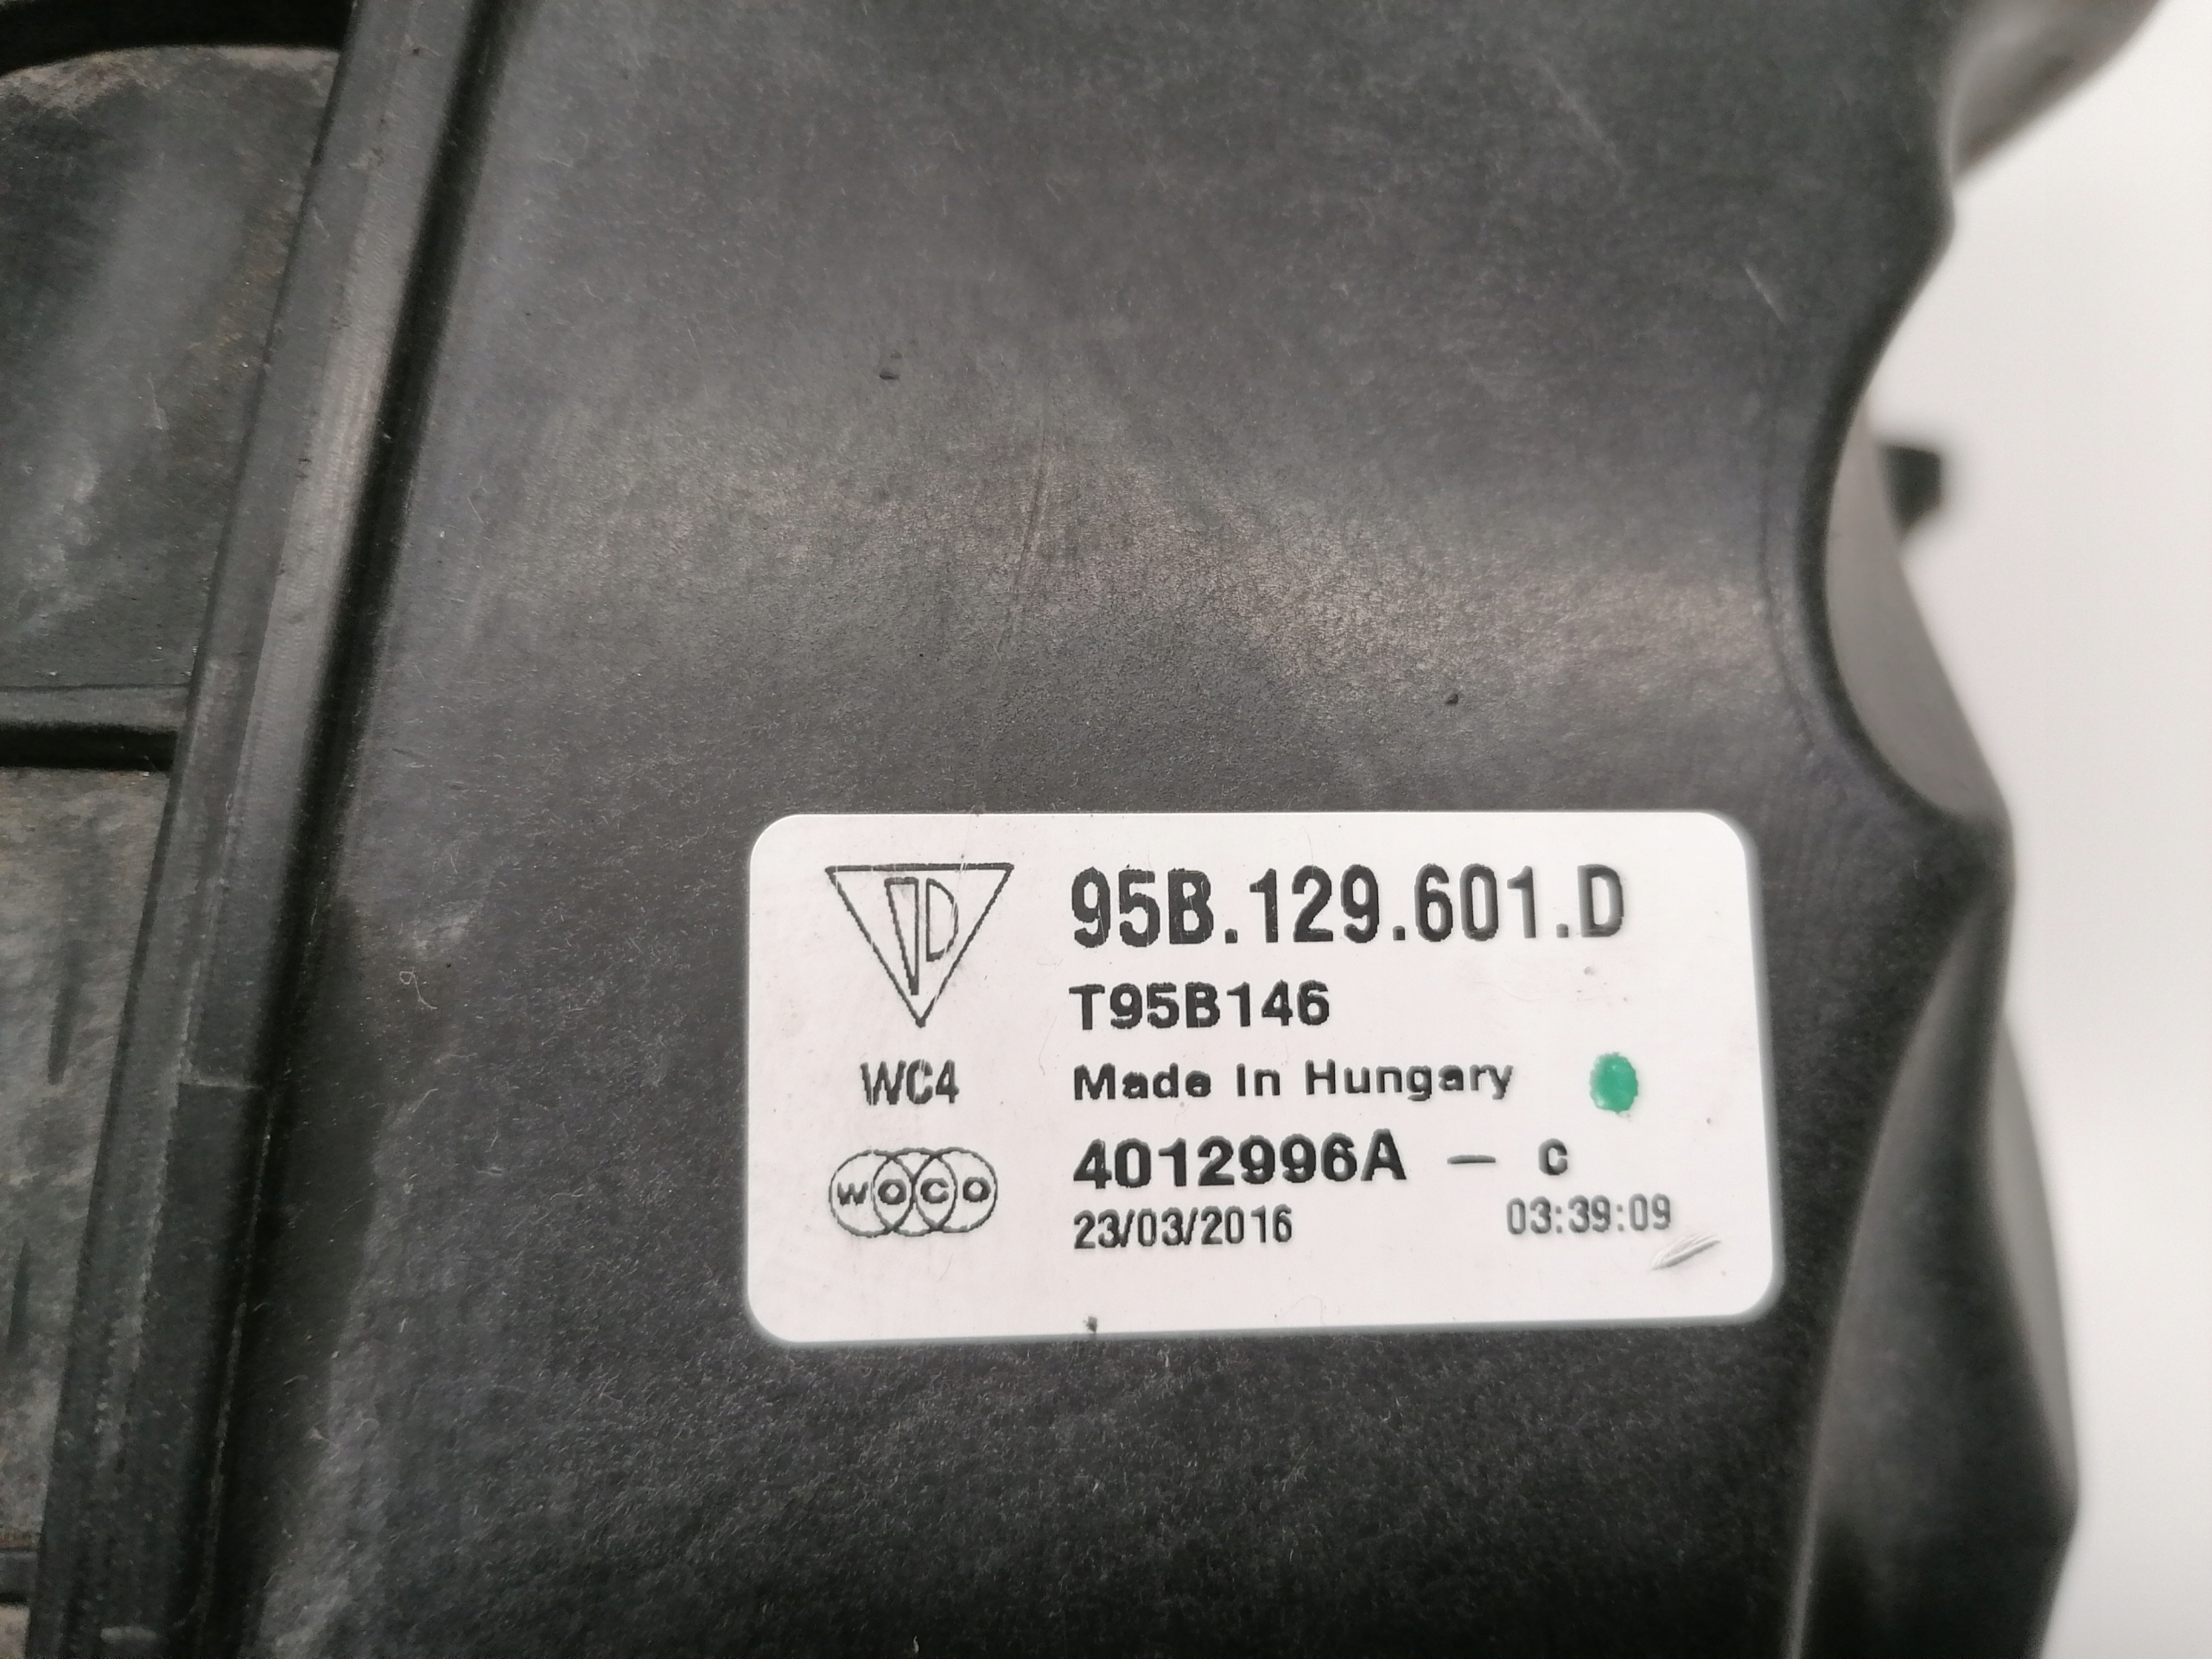 95B.129.601.D
T95B146
WC4
Made In Hungary
4012996A - C
WOCO
23/03/2016
03:39:09